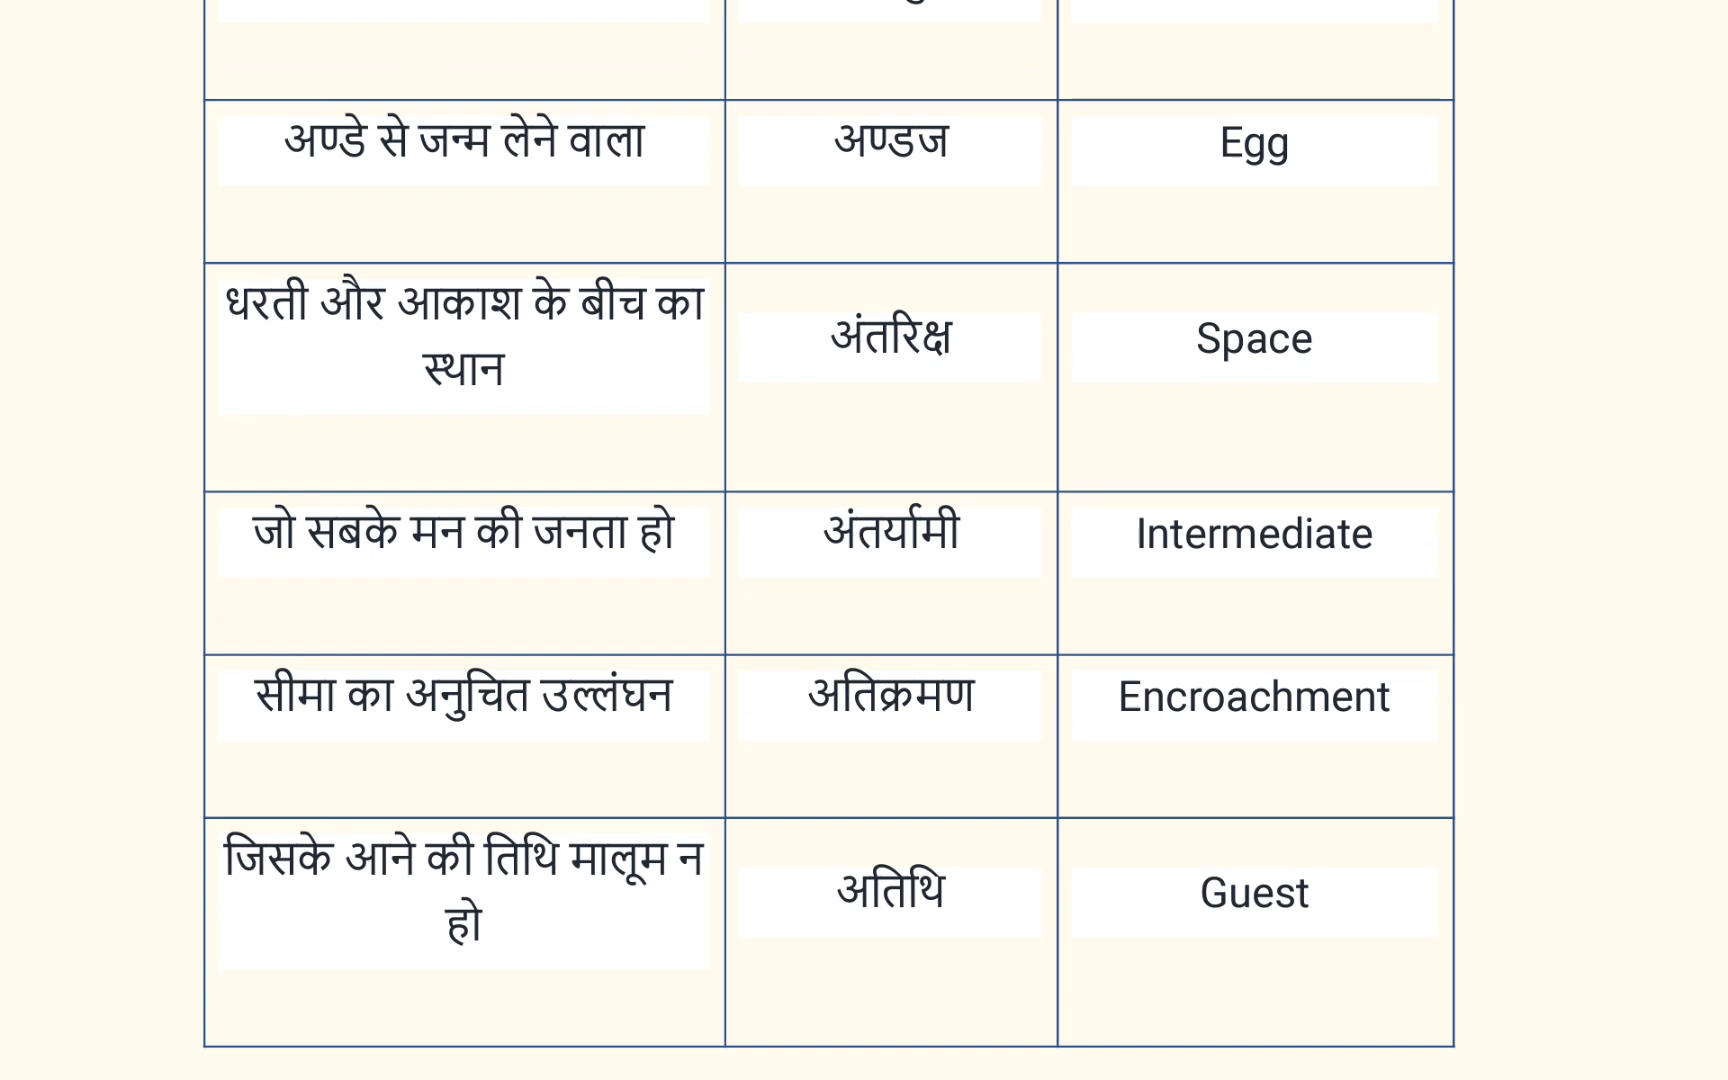 अण्डे से जन्म लेने वाला
अण्डज
Egg
धरती और आकाश के बीच का
स्थान
अंतरिक्ष
Space
जो सबके मन की जनता हो
अंतर्यामी
Intermediate
सीमा का अनुचित उल्लंघन
अतिक्रमण
Encroachment
जिसके आने की तिथि मालूम न
हो
अतिथि
Guest